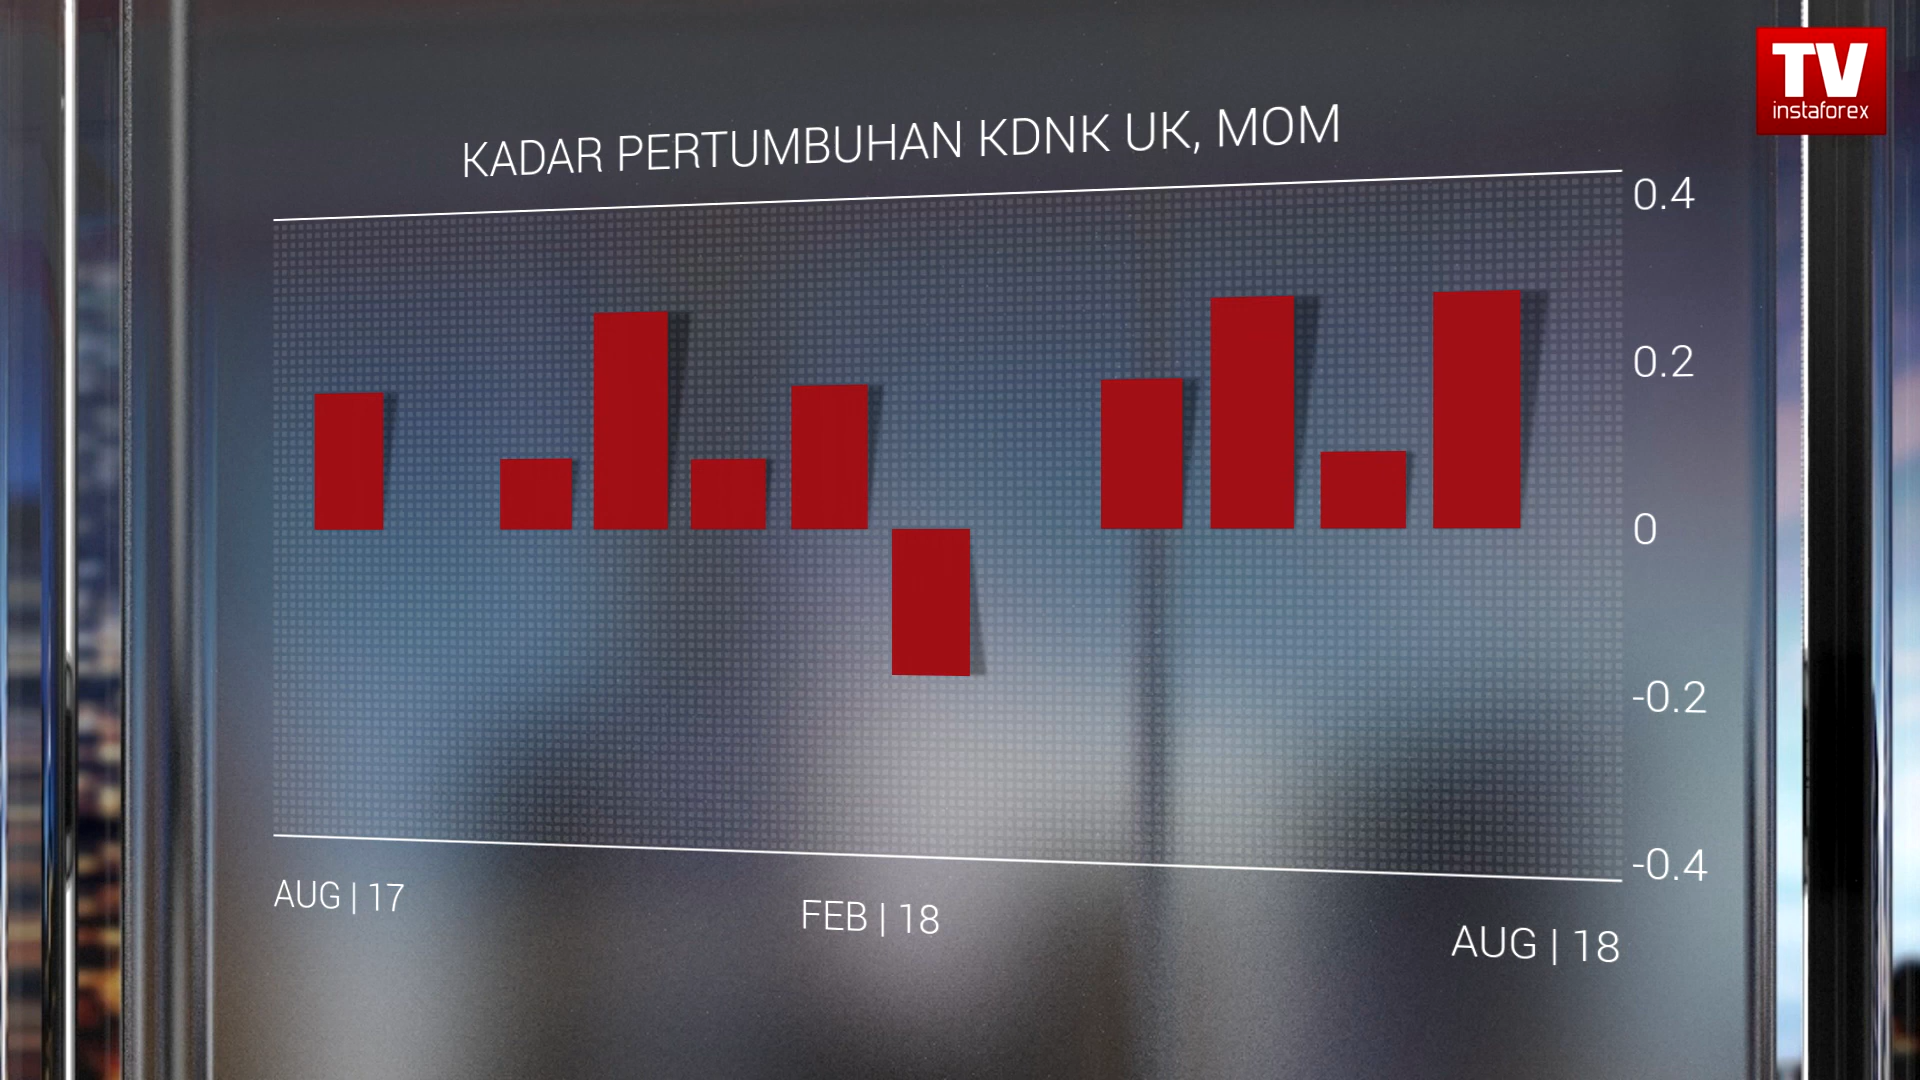 TV
instaforex
KADAR PERTUMBUHAN KDNK UK, MOM
0.4
0.2
0
-0.2
-0.4
AUG | 17
FEB | 18
AUG | 18